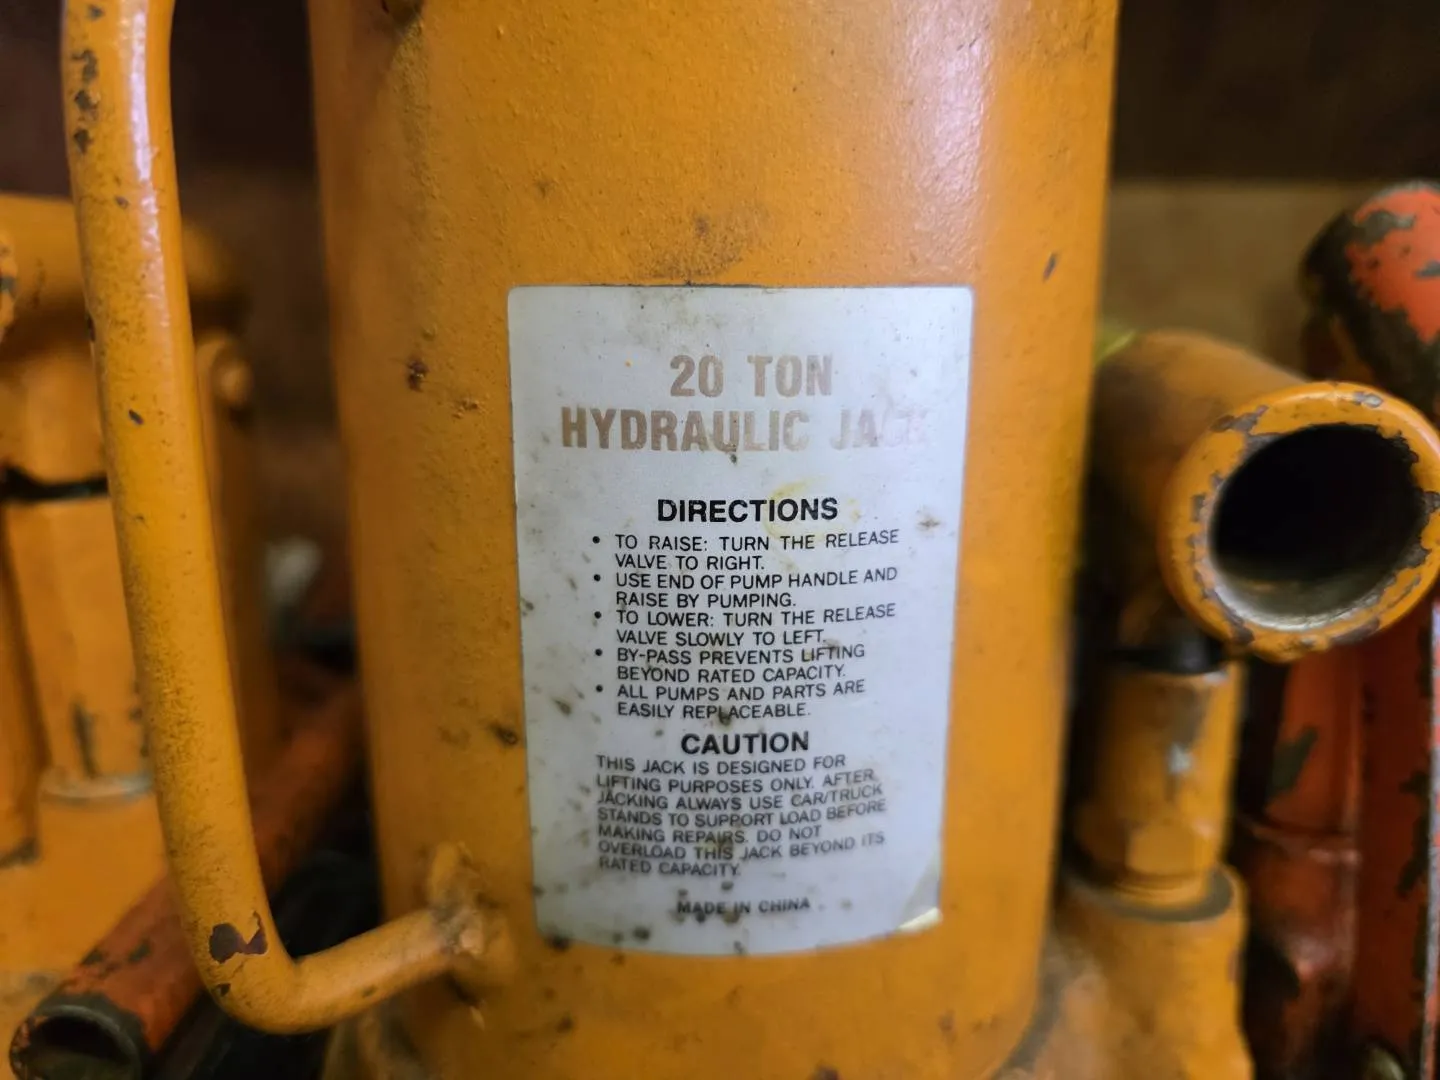 20 TON
HYDRAULIC JACK
DIRECTIONS
• TO RAISE: TURN THE RELEASE
VALVE TO RIGHT.
• USE END OF PUMP HANDLE AND
RAISE BY PUMPING.
• TO LOWER: TURN THE RELEASE
VALVE SLOWLY TO LEFT.
• BY-PASS PREVENTS LIFTING
BEYOND RATED CAPACITY.
• ALL PUMPS AND PARTS ARE
EASILY REPLACEABLE.
CAUTION
THIS JACK IS DESIGNED FOR
LIFTING PURPOSES ONLY. AFTER
JACKING ALWAYS USE CAR/TRUCK
STANDS TO SUPPORT LOAD BEFORE
MAKING REPAIRS. DO NOT
OVERLOAD THIS JACK BEYOND ITS
RATED CAPACITY.
MADE IN CHINA